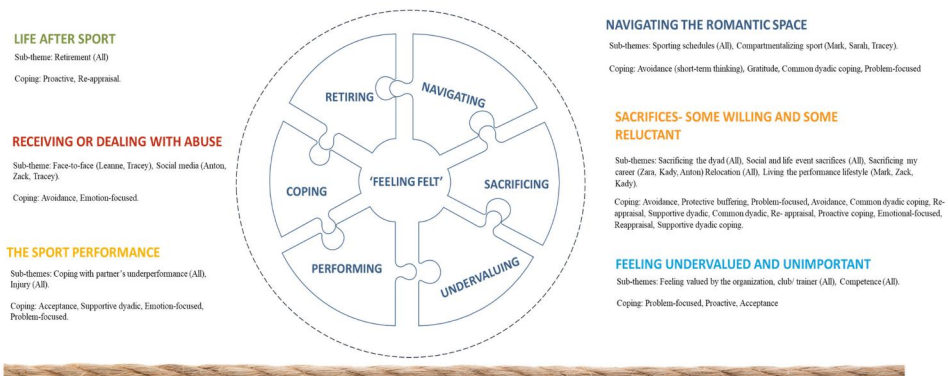 LIFE AFTER SPORT
Sub-theme: Retirement (All)
Coping: Proactive, Re-appraisal.
RECEIVING OR DEALING WITH ABUSE
Sub-theme: Face-to-face (Leanne, Tracey), Social media (Anton,
Zack, Tracey).
Coping: Avoidance, Emotion-focused.
THE SPORT PERFORMANCE
Sub-themes: Coping with partner's underperformance (All),
Injury (All).
Coping: Acceptance, Supportive dyadic, Emotion-focused,
Problem-focused.
RETIRING
NAVIGATING
COPING
'FEELING FELT'
SACRIFICING
PERFORMING
UNDERVALUING
NAVIGATING THE ROMANTIC SPACE
Sub-themes: Sporting schedules (All), Compartmentalizing sport (Mark, Sarah, Tracey).
Coping: Avoidance (short-term thinking), Gratitude, Common dyadic coping, Problem-focused
SACRIFICES- SOME WILLING AND SOME
RELUCTANT
Sub-themes: Sacrificing the dyad (All), Social and life event sacrifices (All), Sacrificing my
career (Zara, Kady, Anton) Relocation (All), Living the performance lifestyle (Mark, Zack,
Kady).
Coping: Avoidance, Protective buffering, Problem-focused, Avoidance, Common dyadic coping, Re-
appraisal, Supportive dyadic, Common dyadic, Re- appraisal, Proactive coping, Emotional-focused,
Reappraisal, Supportive dyadic coping.
FEELING UNDERVALUED AND UNIMPORTANT
Sub-themes: Feeling valued by the organization, club/ trainer (All), Competence (All).
Coping: Problem-focused, Proactive, Acceptance